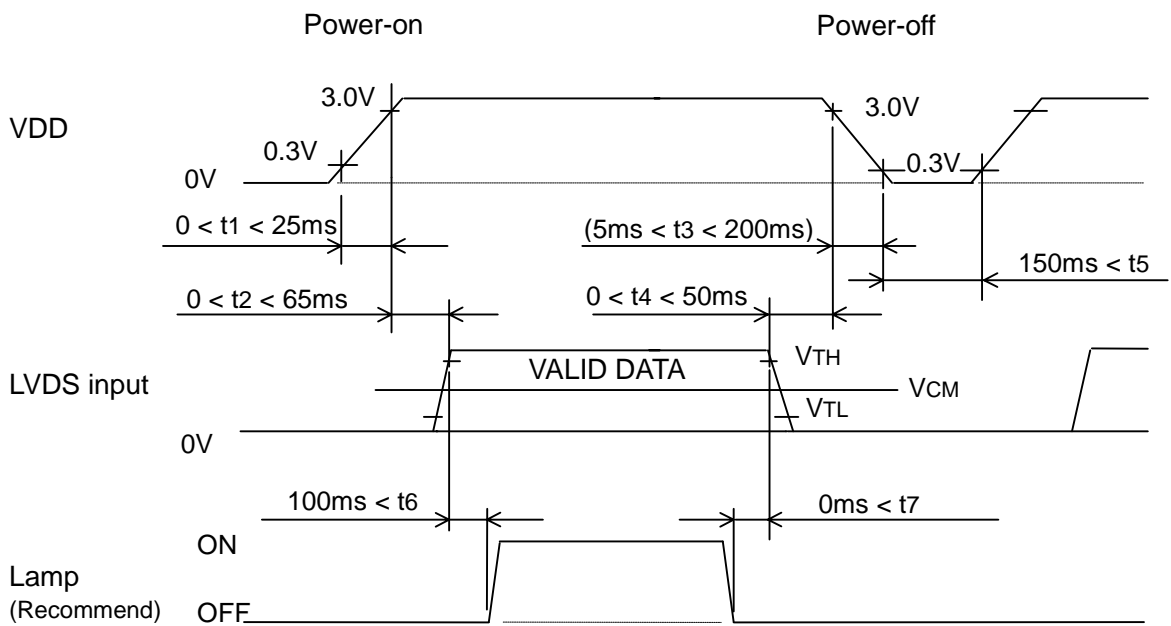 Power-on
Power-off
VDD
3.0V
3.0V
0.3V
0.3V
0V
0 < t1 < 25ms
(5ms < t3 < 200ms)
150ms < t5
0 < t2 < 65ms
0 < t4 < 50ms
LVDS input
VALID DATA
VTH
VCM
VTL
0V
100ms < t6
0ms < t7
ON
Lamp
(Recommend)
OFF